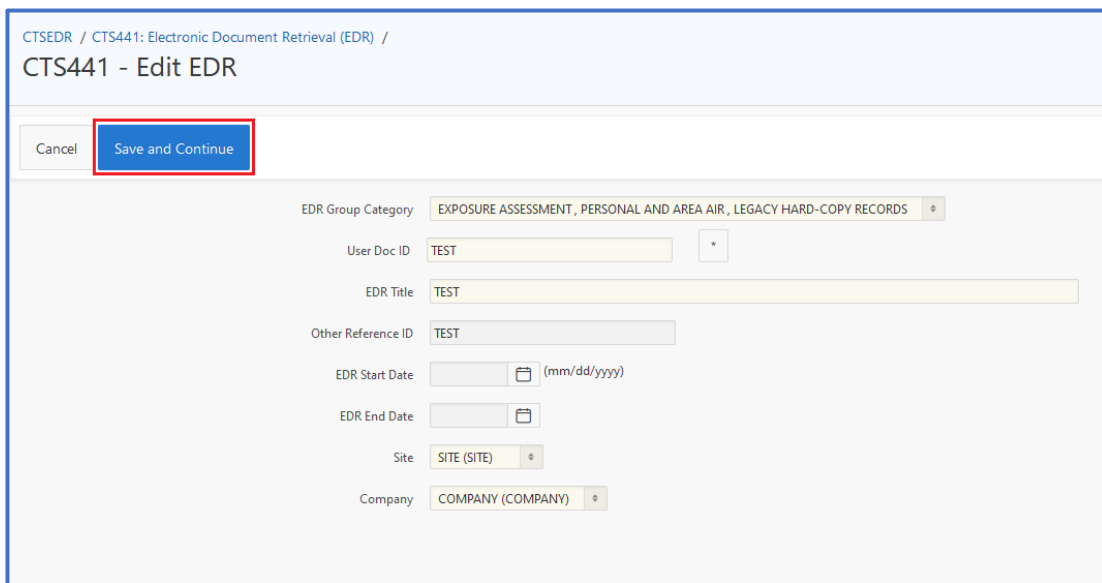 CTSEDR / CTS441: Electronic Document Retrieval (EDR) /
CTS441 - Edit EDR
Cancel Save and Continue
EDR Group Category EXPOSURE ASSESSMENT , PERSONAL AND AREA AIR , LEGACY HARD-COPY RECORDS
User Doc ID TEST *
EDR Title TEST
Other Reference ID TEST
EDR Start Date (mm/dd/yyyy)
EDR End Date
Site SITE (SITE)
Company COMPANY (COMPANY)